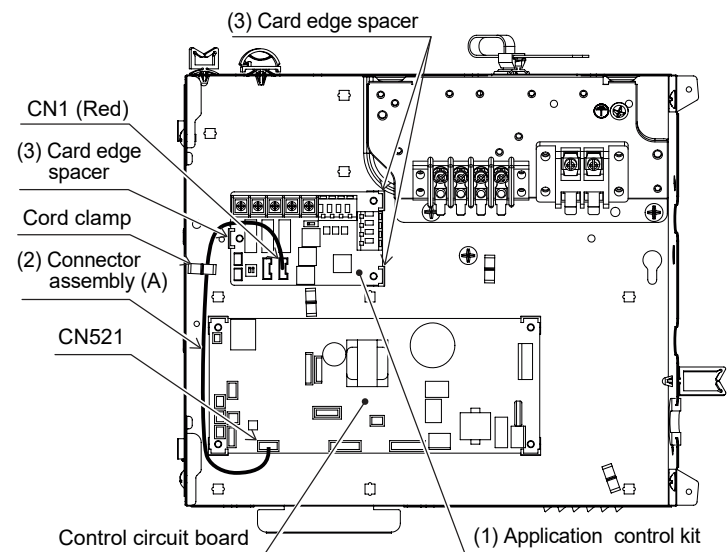 (3) Card edge spacer
CN1 (Red)
(3) Card edge
spacer
Cord clamp
(2) Connector
assembly (A)
CN521
Control circuit board
(1) Application control kit